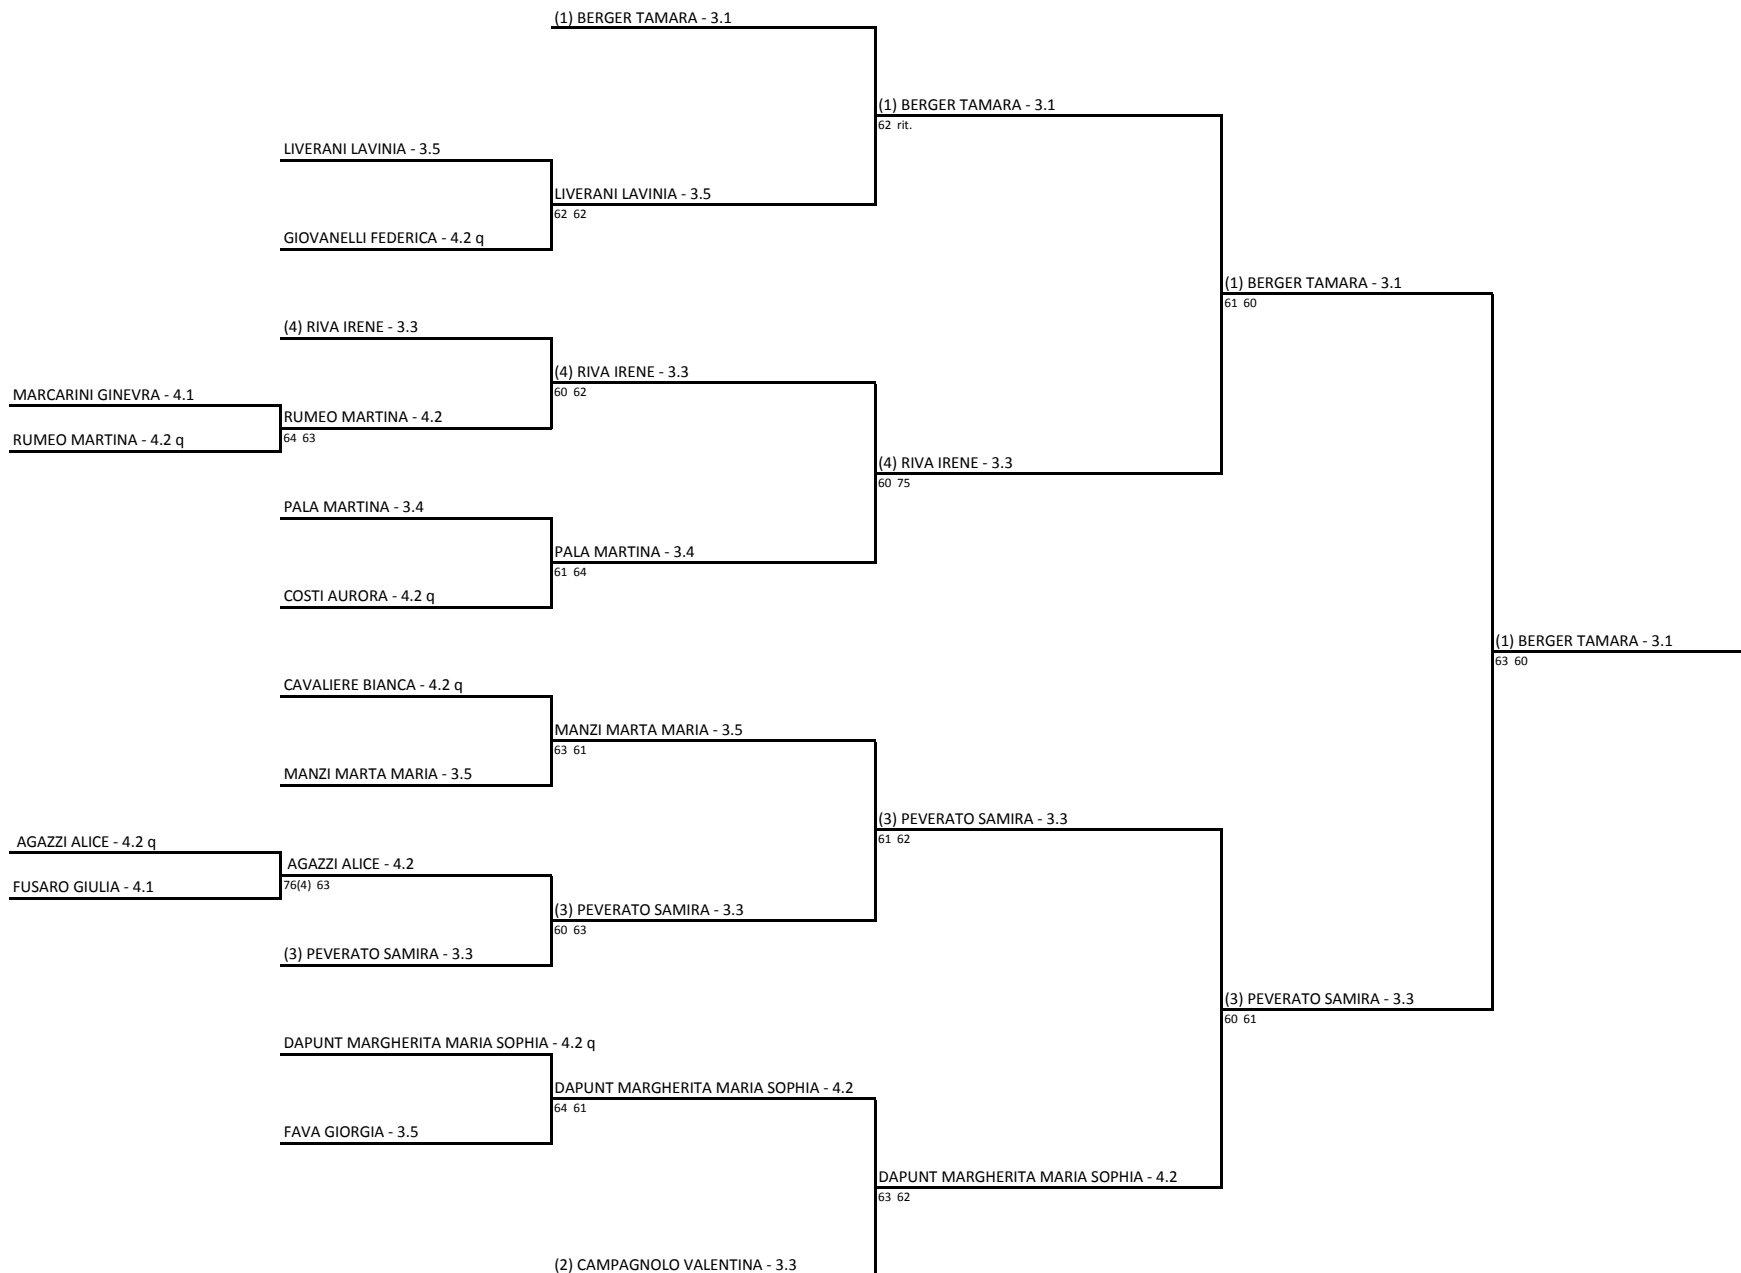 (1) BERGER TAMARA - 3.1
(1) BERGER TAMARA - 3.1
62 rit.
LIVERANI LAVINIA - 3.5
LIVERANI LAVINIA - 3.5
62 62
GIOVANELLI FEDERICA - 4.2 q
(1) BERGER TAMARA - 3.1
61 60
(4) RIVA IRENE - 3.3
(4) RIVA IRENE - 3.3
60 62
MARCARINI GINEVRA - 4.1
RUMEO MARTINA - 4.2
64 63
RUMEO MARTINA - 4.2 q
(4) RIVA IRENE - 3.3
60 75
PALA MARTINA - 3.4
PALA MARTINA - 3.4
61 64
COSTI AURORA - 4.2 q
(1) BERGER TAMARA - 3.1
63 60
CAVALIERE BIANCA - 4.2 q
MANZI MARTA MARIA - 3.5
63 61
MANZI MARTA MARIA - 3.5
(3) PEVERATO SAMIRA - 3.3
61 62
AGAZZI ALICE - 4.2 q
AGAZZI ALICE - 4.2
76(4) 63
FUSARO GIULIA - 4.1
(3) PEVERATO SAMIRA - 3.3
60 63
(3) PEVERATO SAMIRA - 3.3
(3) PEVERATO SAMIRA - 3.3
60 61
DAPUNT MARGHERITA MARIA SOPHIA - 4.2 q
DAPUNT MARGHERITA MARIA SOPHIA - 4.2
64 61
FAVA GIORGIA - 3.5
DAPUNT MARGHERITA MARIA SOPHIA - 4.2
63 62
(2) CAMPAGNOLO VALENTINA - 3.3